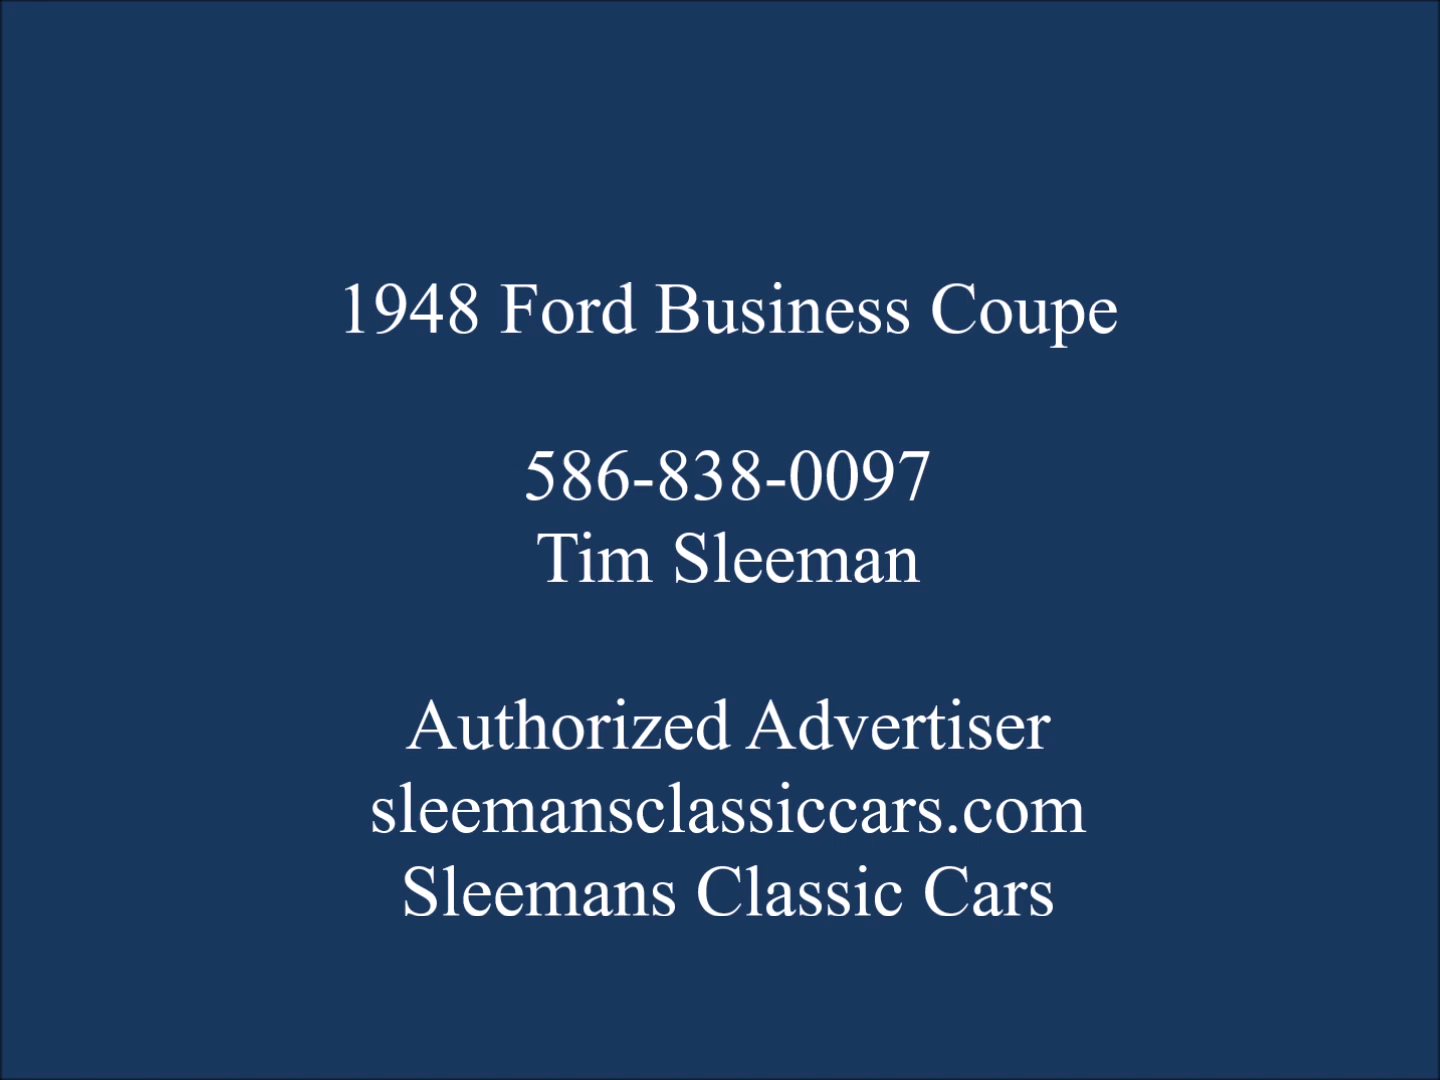 1948 Ford Business Coupe
586-838-0097
Tim Sleeman
Authorized Advertiser
sleemansclassiccars.com
Sleemans Classic Cars